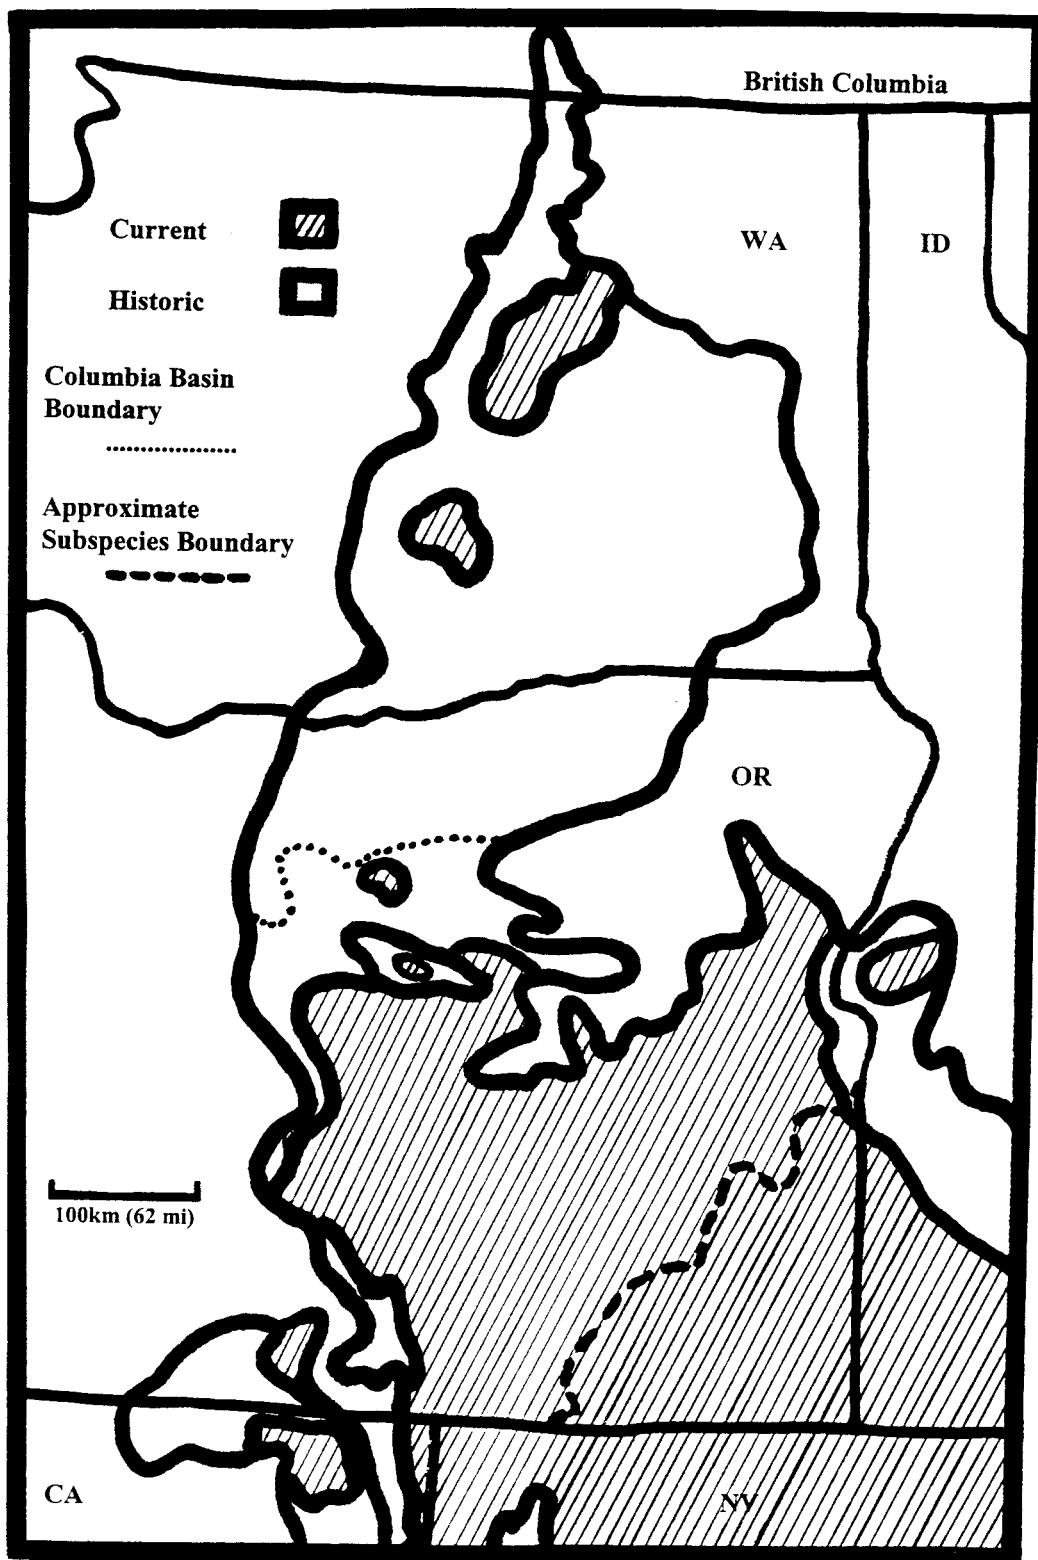 British Columbia
Current
WA
ID
Historic
Columbia Basin
Boundary
Approximate
Subspecies Boundary
OR
100km (62 mi)
CA
NV